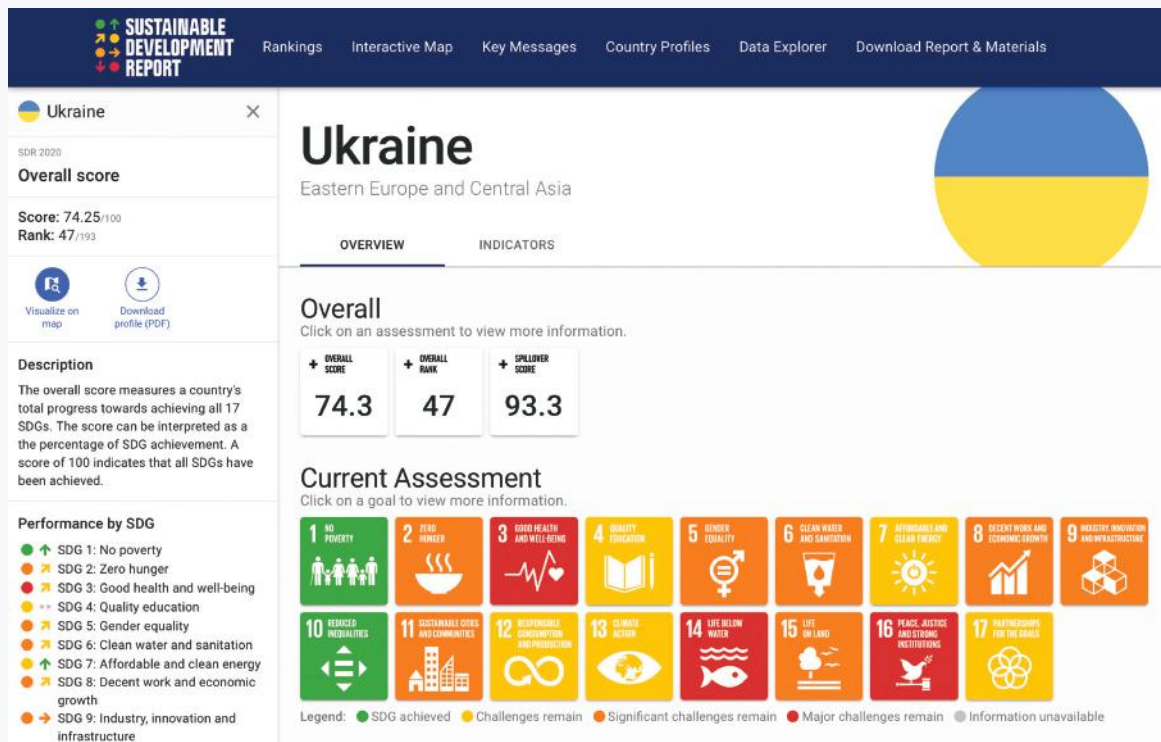 SUSTAINABLE
DEVELOPMENT
REPORT
Rankings Interactive Map Key Messages Country Profiles Data Explorer Download Report & Materials
Ukraine
SDR 2020
Overall score
Score: 74.25/100
Rank: 47/193
Visualize on
map
Download
profile (PDF)
Description
The overall score measures a country's
total progress towards achieving all 17
SDGs. The score can be interpreted as a
the percentage of SDG achievement. A
score of 100 indicates that all SDGs have
been achieved.
Performance by SDG
SDG 1: No poverty
SDG 2: Zero hunger
SDG 3: Good health and well-being
SDG 4: Quality education
SDG 5: Gender equality
SDG 6: Clean water and sanitation
SDG 7: Affordable and clean energy
SDG 8: Decent work and economic
growth
SDG 9: Industry, innovation and
infrastructure
Ukraine
Eastern Europe and Central Asia
OVERVIEW INDICATORS
Overall
Click on an assessment to view more information.
+ OVERALL
SCORE
74.3
+ OVERALL
RANK
47
+ SPILLOVER
SCORE
93.3
Current Assessment
Click on a goal to view more information.
1 NO
POVERTY
2 ZERO
HUNGER
3 GOOD HEALTH
AND WELL-BEING
4 QUALITY
EDUCATION
5 GENDER
EQUALITY
6 CLEAN WATER
AND SANITATION
7 AFFORDABLE AND
CLEAN ENERGY
8 DECENT WORK AND
ECONOMIC GROWTH
9 INDUSTRY, INNOVATION
AND INFRASTRUCTURE
10 REDUCED
INEQUALITIES
11 SUSTAINABLE CITIES
AND COMMUNITIES
12 RESPONSIBLE
CONSUMPTION
AND PRODUCTION
13 CLIMATE
ACTION
14 LIFE BELOW
WATER
15 LIFE
ON LAND
16 PEACE, JUSTICE
AND STRONG
INSTITUTIONS
17 PARTNERSHIPS
FOR THE GOALS
Legend: SDG achieved Challenges remain Significant challenges remain Major challenges remain Information unavailable